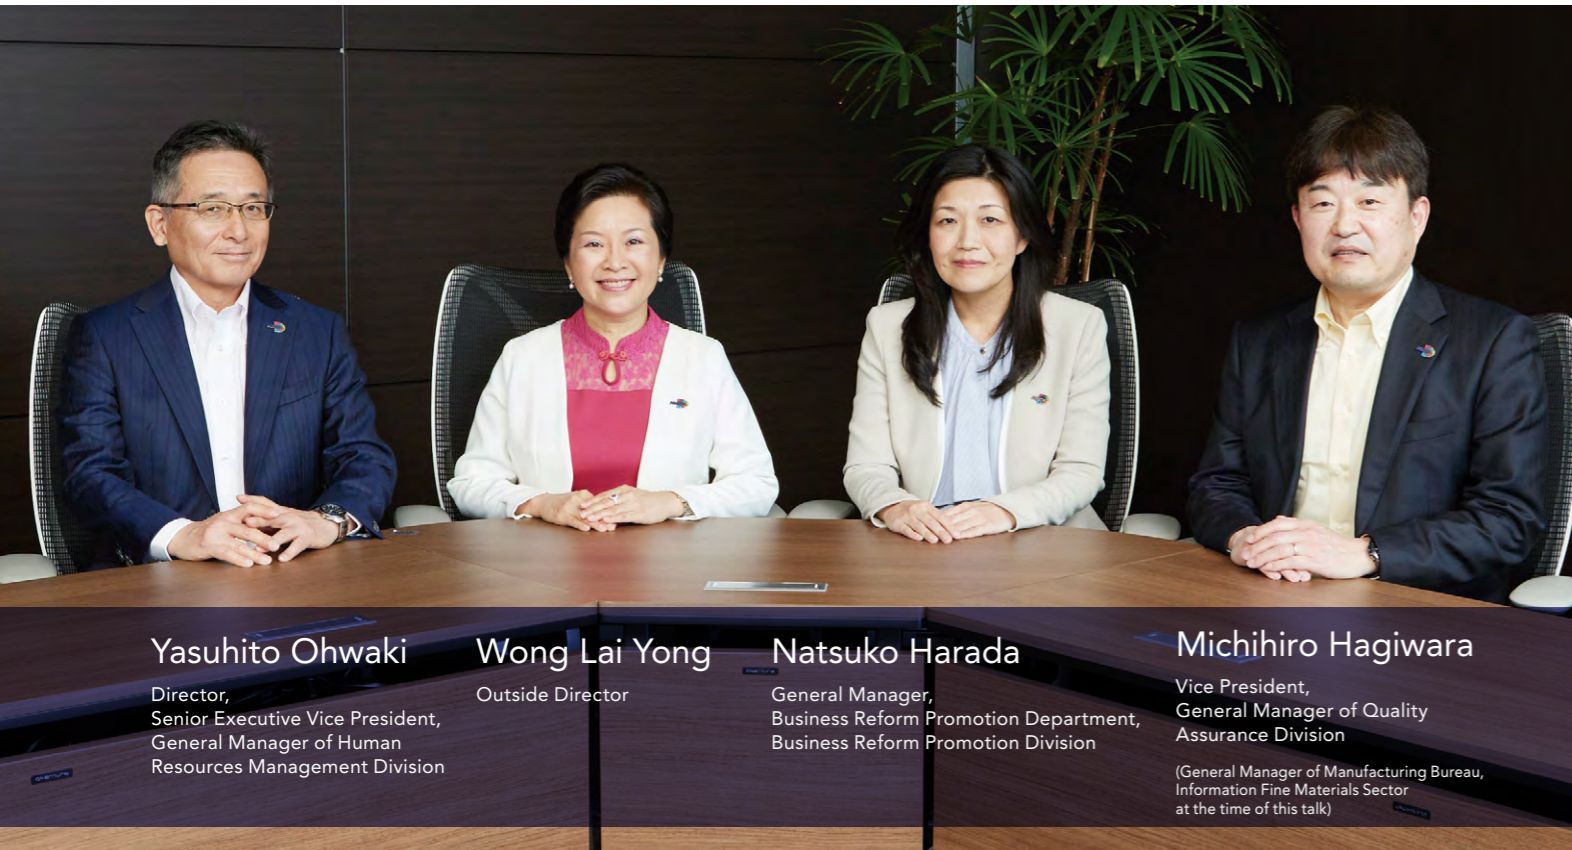 Yasuhito Ohwaki
Director,
Senior Executive Vice President,
General Manager of Human
Resources Management Division
Wong Lai Yong
Outside Director
Natsuko Harada
General Manager,
Business Reform Promotion Department,
Business Reform Promotion Division
Michihiro Hagiwara
Vice President,
General Manager of Quality
Assurance Division
(General Manager of Manufacturing Bureau,
Information Fine Materials Sector
at the time of this talk)